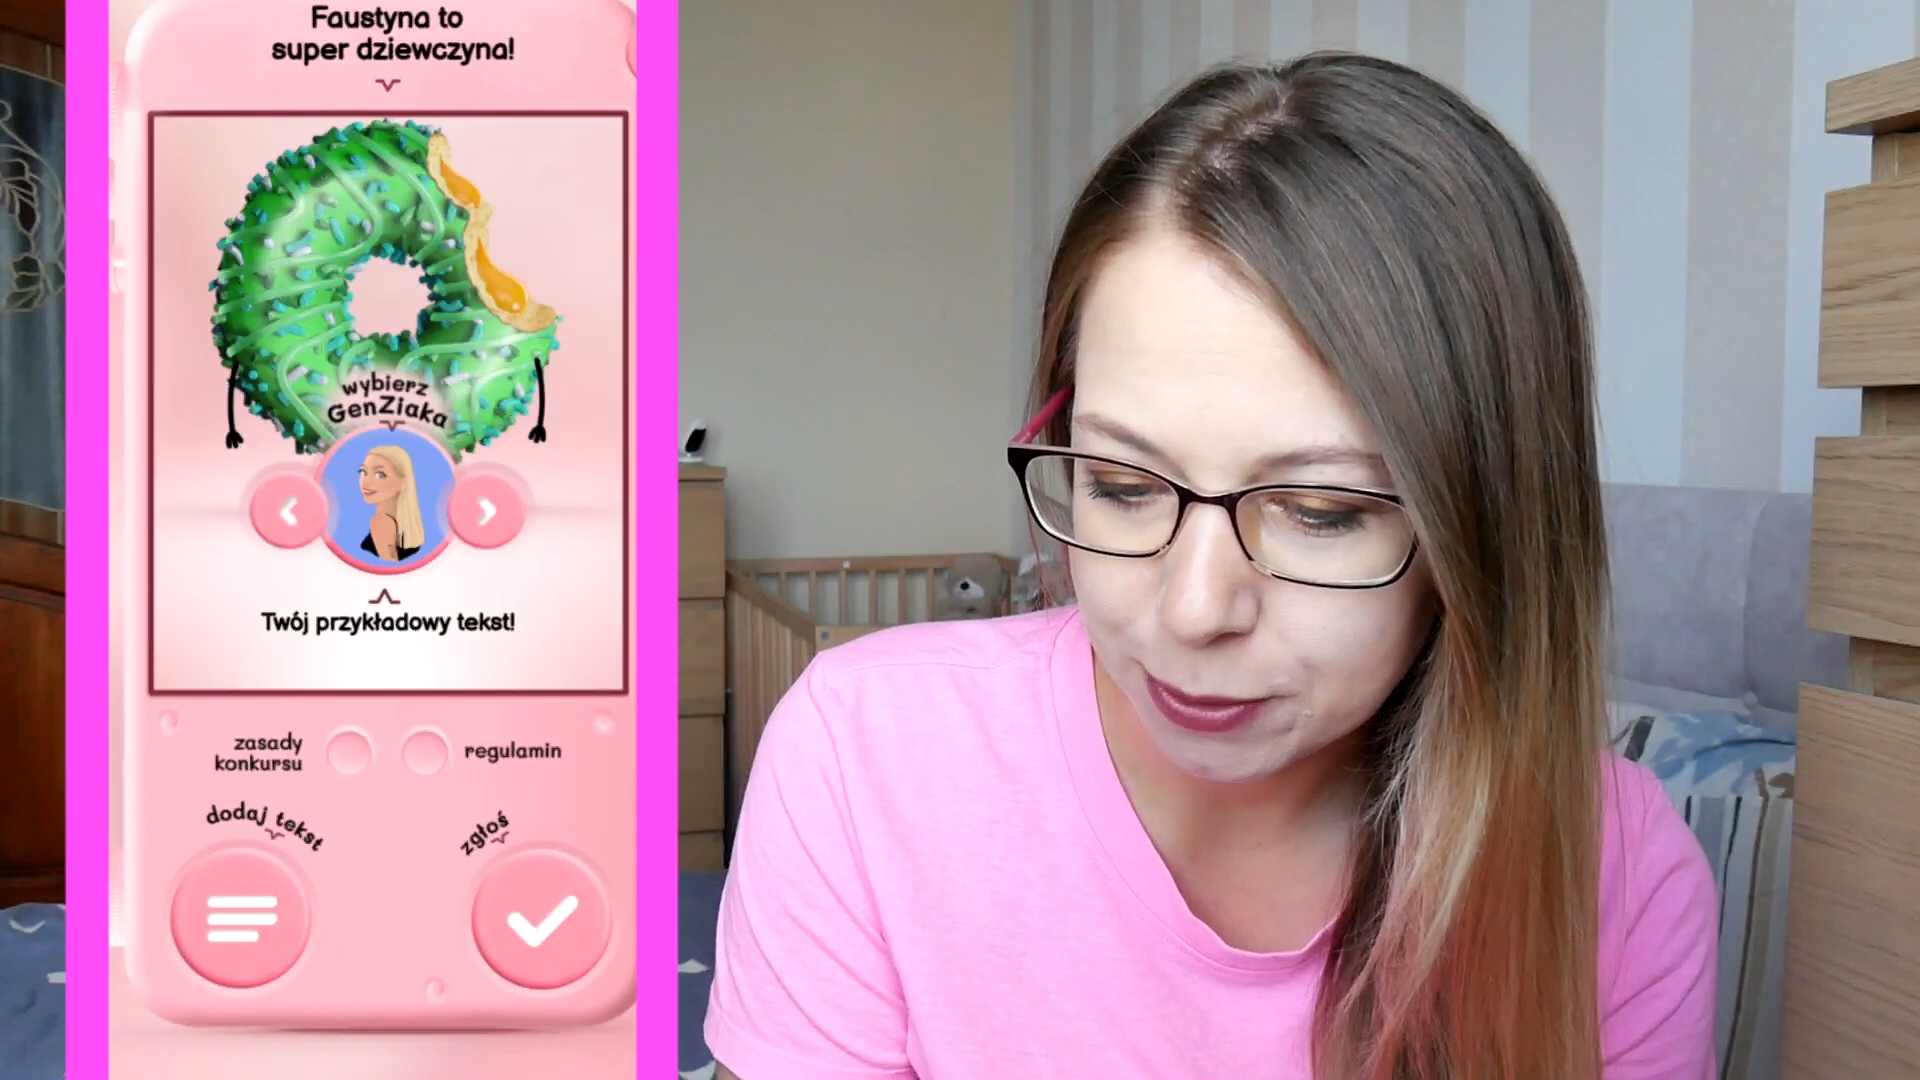 Faustyna to
super dziewczyna!
wybierz
GenZiaka
Twój przykładowy tekst!
zasady
konkursu
regulamin
dodaj tekst
zgłoś